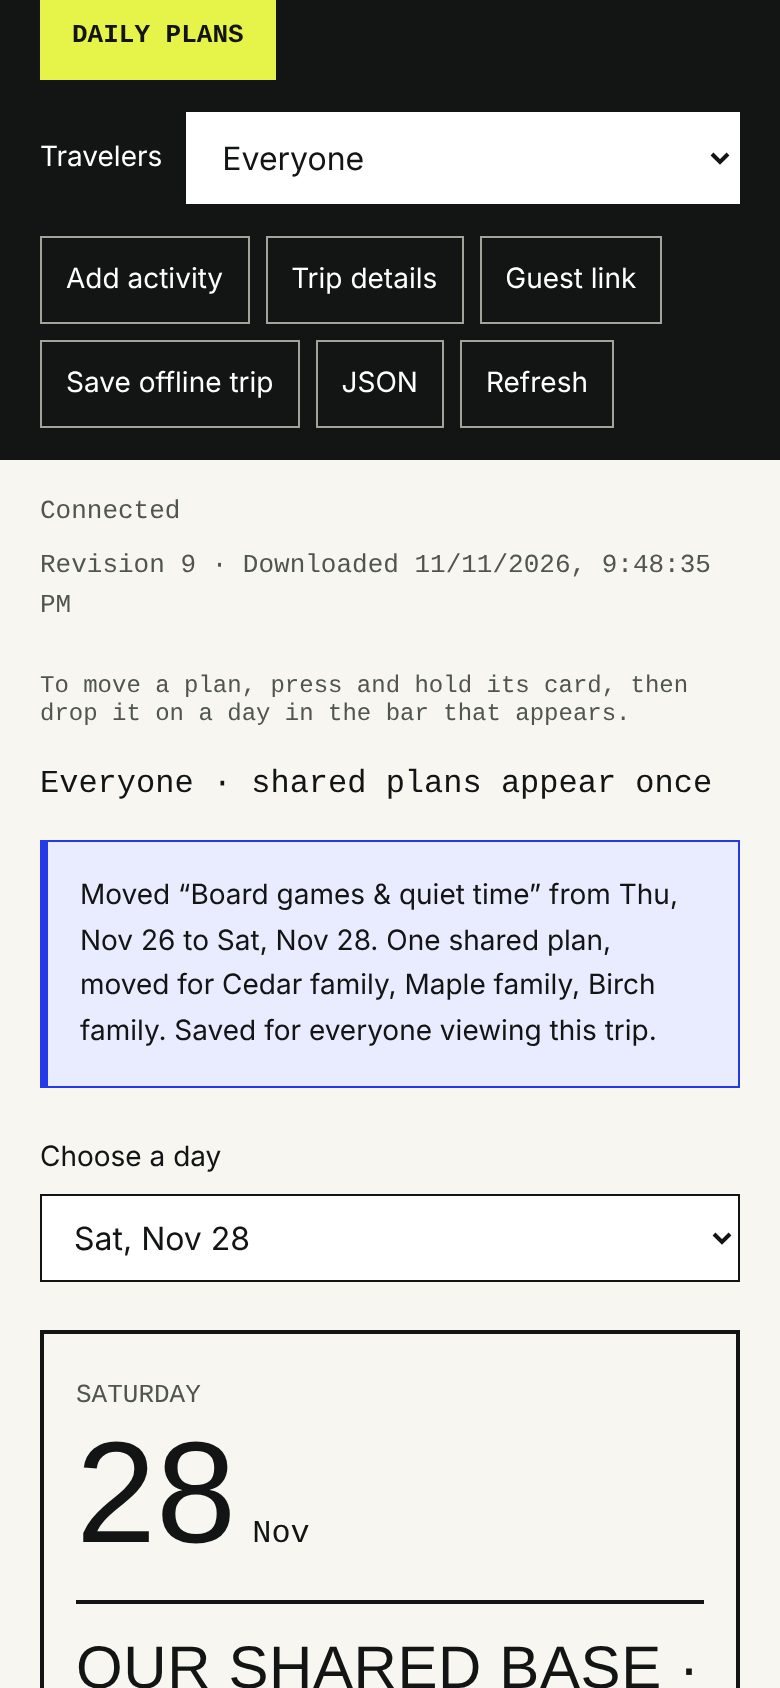 DAILY PLANS
Travelers
Everyone
Add activity
Trip details
Guest link
Save offline trip
JSON
Refresh
Connected
Revision 9 · Downloaded 11/11/2026, 9:48:35
PM
To move a plan, press and hold its card, then
drop it on a day in the bar that appears.
Everyone · shared plans appear once
Moved “Board games & quiet time” from Thu,
Nov 26 to Sat, Nov 28. One shared plan,
moved for Cedar family, Maple family, Birch
family. Saved for everyone viewing this trip.
Choose a day
Sat, Nov 28
SATURDAY
28 Nov
OUR SHARED BASE ·